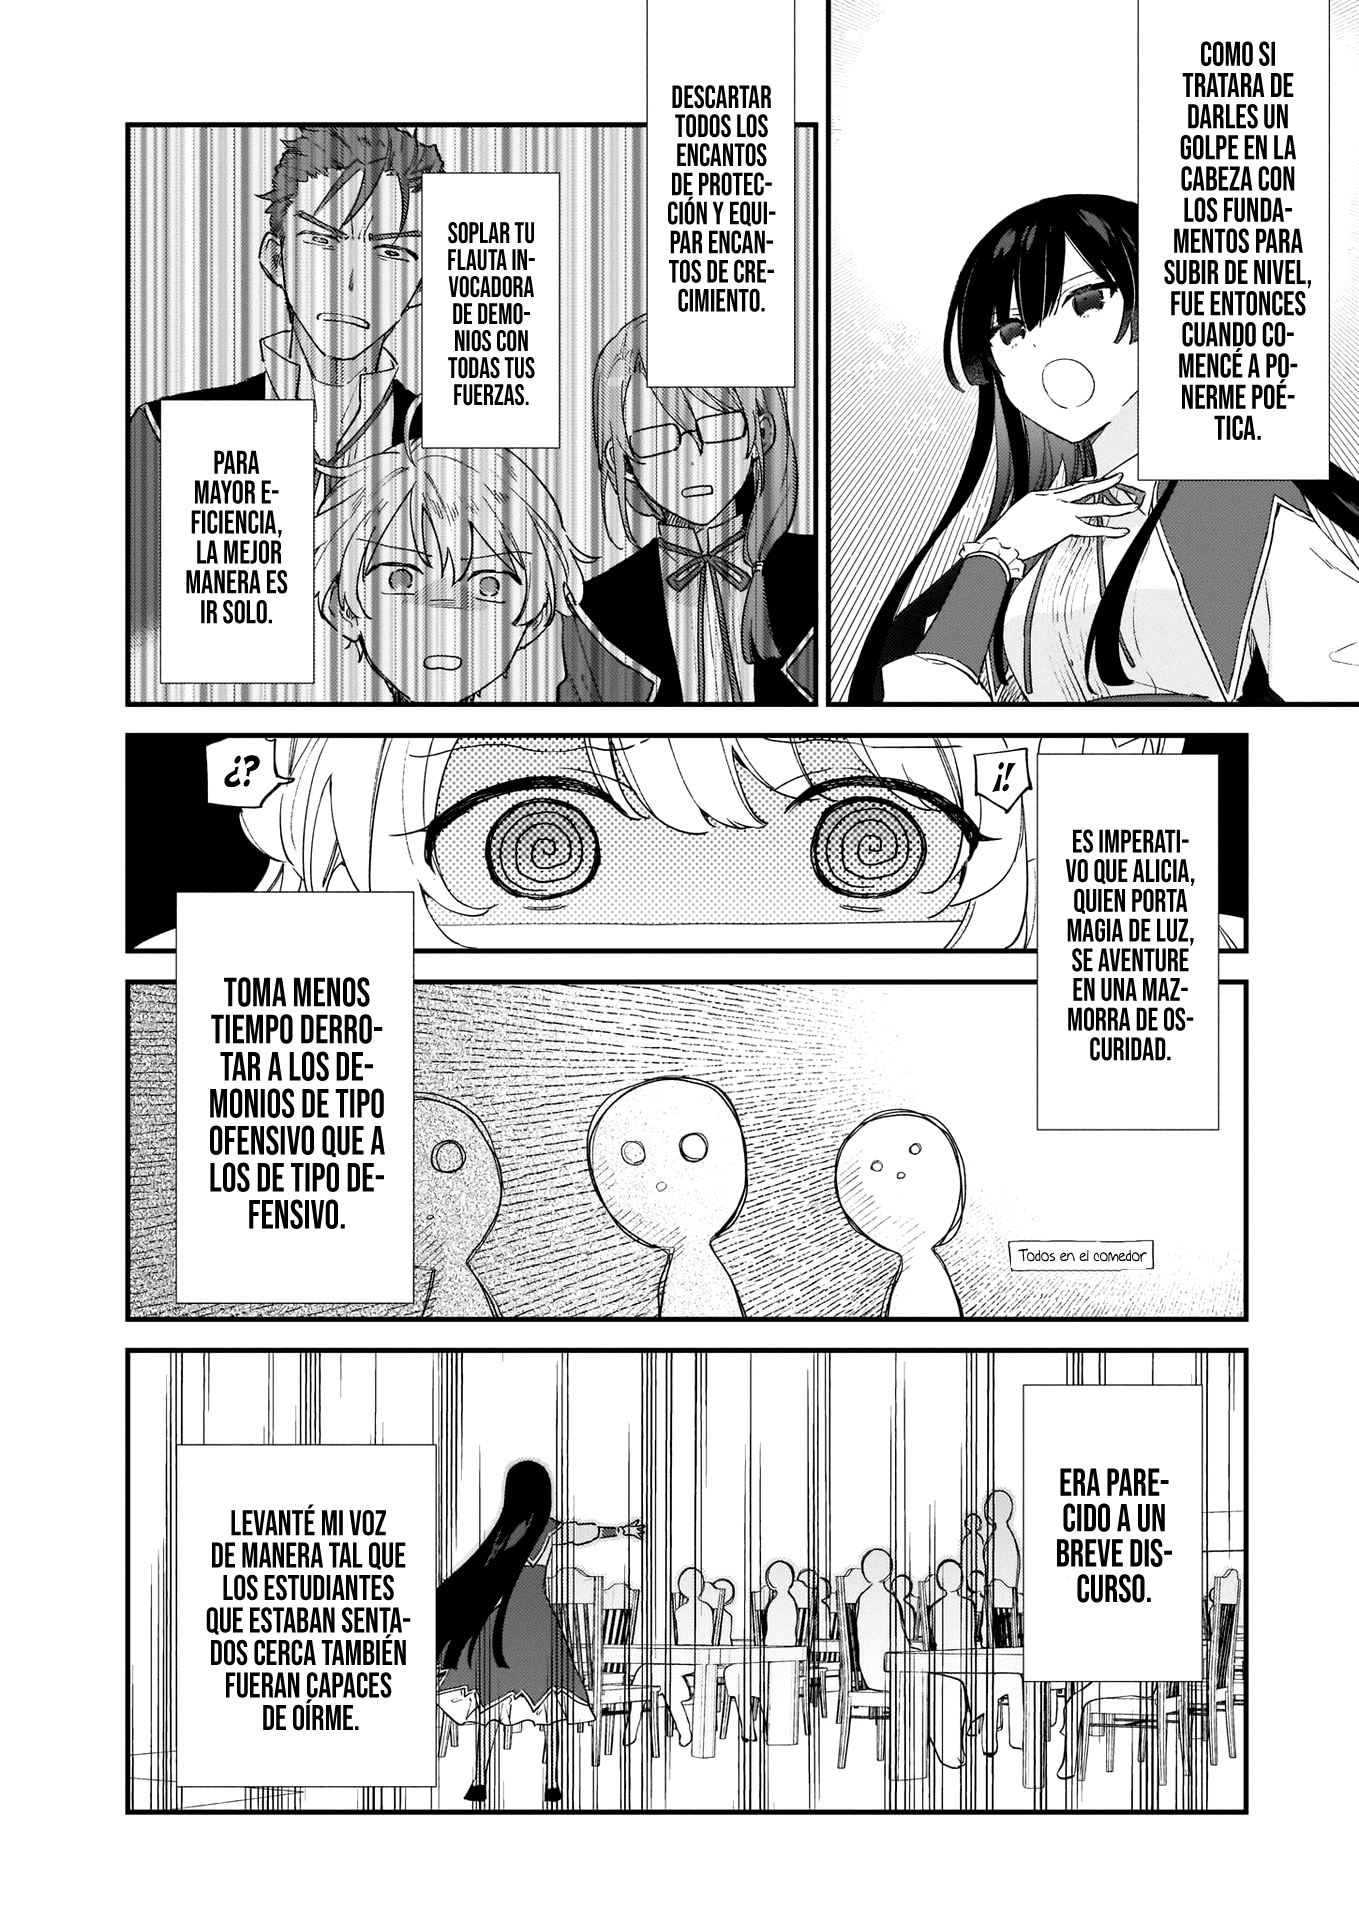 COMO SI
TRATARA DE
DARLES UN
GOLPE EN LA
CABEZA CON
LOS FUNDA-
MENTOS PARA
SUBIR DE NIVEL,
FUE ENTONCES
CUANDO CO-
MENCÉ A PO-
NERME POÉ-
TICA.
DESCARTAR
TODOS LOS
ENCANTOS
DE PROTEC-
CIÓN Y EQUI-
PAR ENCAN-
TOS DE CRE-
CIMIENTO.
SOPLAR TU
FLAUTA IN-
VOCADORA
DE DEMO-
NIOS CON
TODAS TUS
FUERZAS.
PARA
MAYOR E-
FICIENCIA,
LA MEJOR
MANERA ES
IR SOLO.
¡!
¿?
ES IMPERATI-
VO QUE ALICIA,
QUIEN PORTA
MAGIA DE LUZ,
SE AVENTURE
EN UNA MAZ-
MORRA DE OS-
CURIDAD.
TOMA MENOS
TIEMPO DERRO-
TAR A LOS DE-
MONIOS DE TIPO
OFENSIVO QUE A
LOS DE TIPO DE-
FENSIVO.
Todos en el comedor
ERA PARE-
CIDO A UN
BREVE DIS-
CURSO.
LEVANTÉ MI VOZ
DE MANERA TAL QUE
LOS ESTUDIANTES
QUE ESTABAN SENTA-
DOS CERCA TAMBIÉN
FUERAN CAPACES
DE OÍRME.